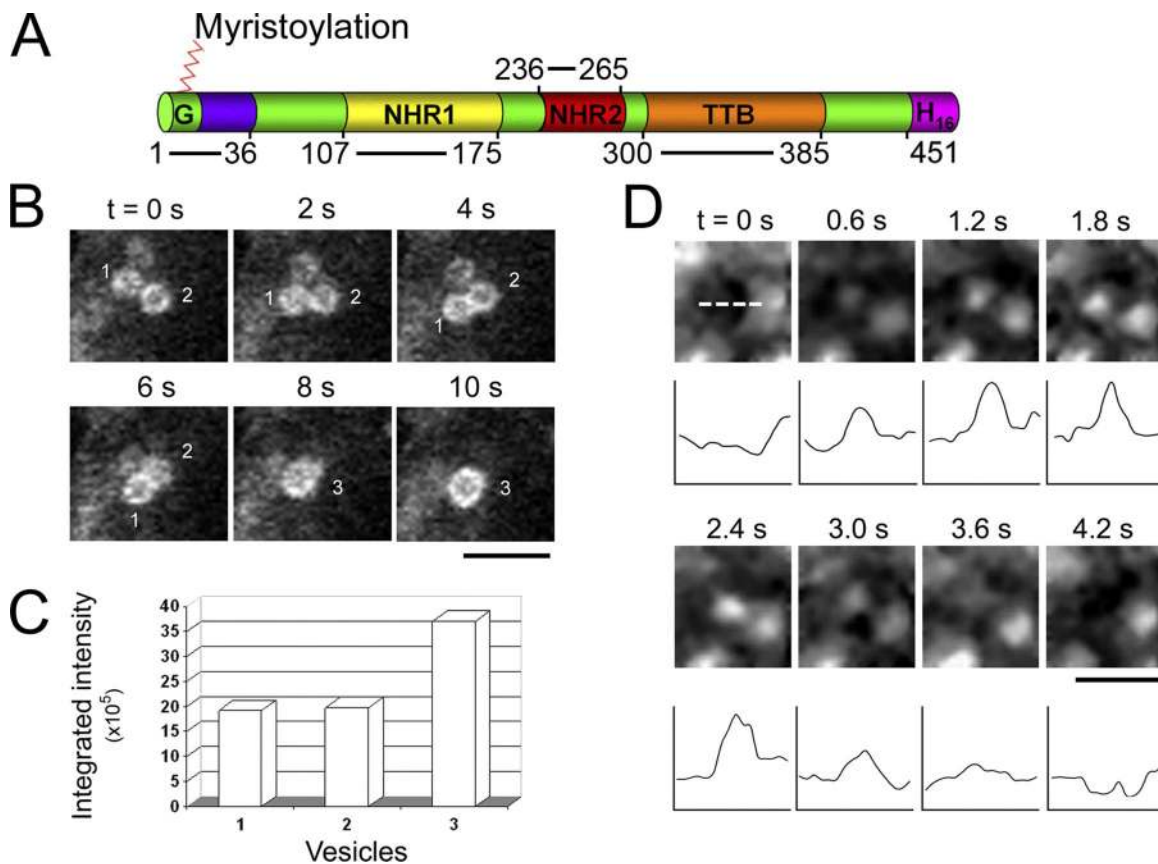 A
Myristoylation
236 — 265
G NHR1 NHR2 TTB H16
1 — 36 107 — 175 300 — 385 451
B
t = 0 s 2 s 4 s
1 2 1 2 1 2
6 s 8 s 10 s
1 2 3 3
C
Integrated intensity
(x10^5)
40
35
30
25
20
15
10
5
0
1 2 3
Vesicles
D
t = 0 s 0.6 s 1.2 s 1.8 s
2.4 s 3.0 s 3.6 s 4.2 s